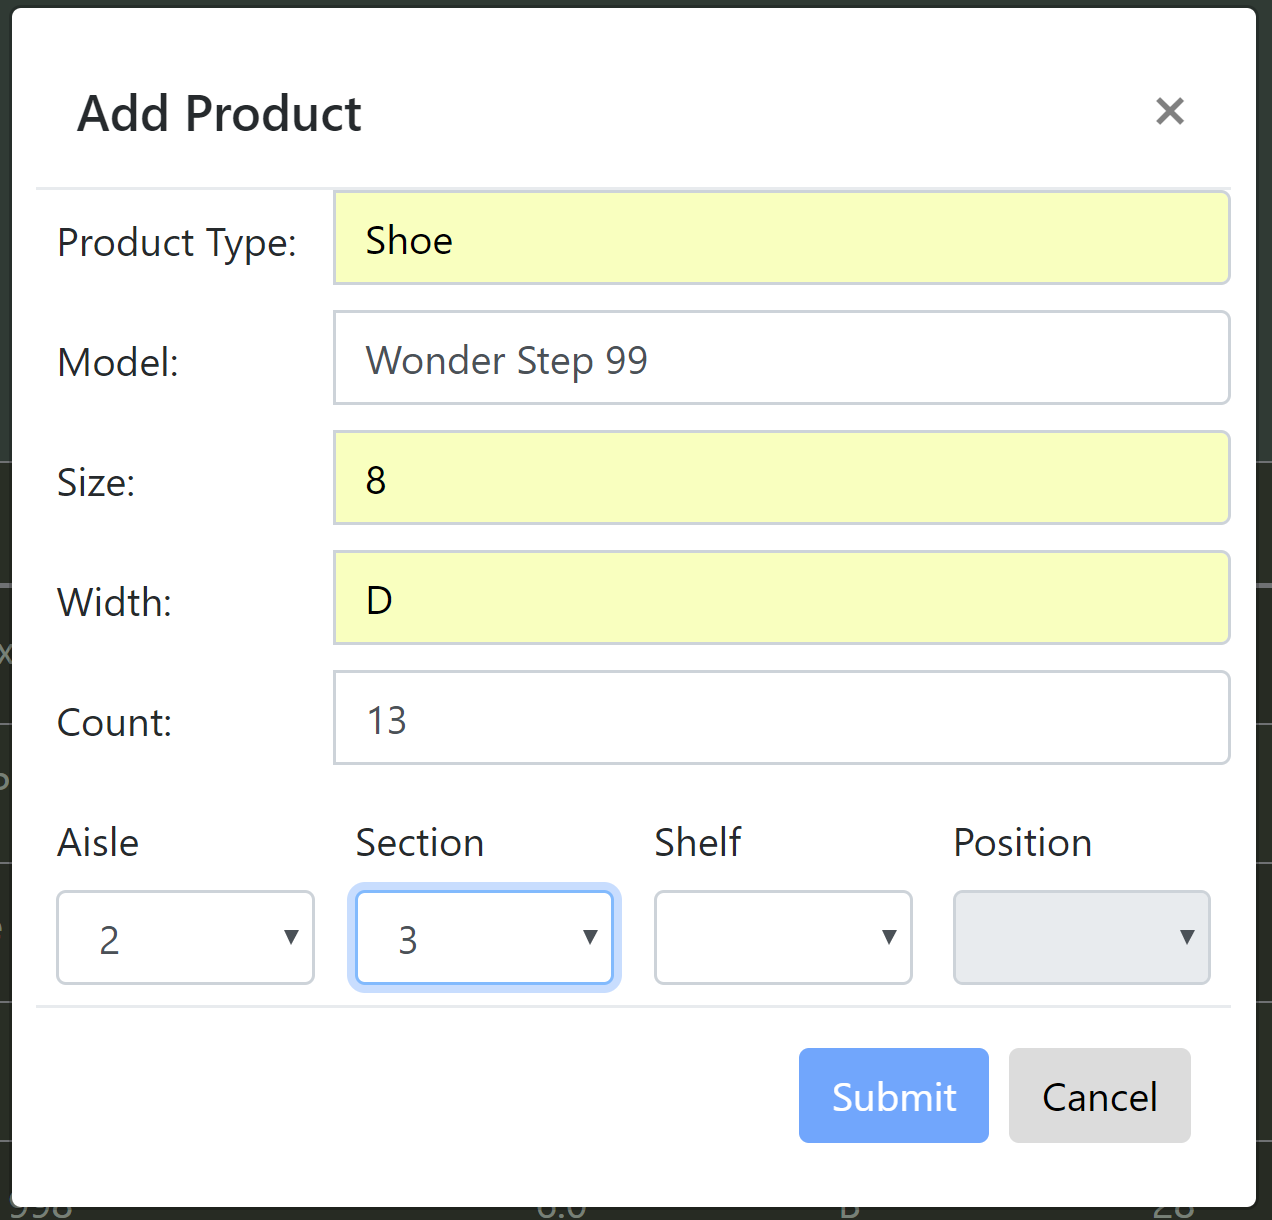 Add Product ×
Product Type: Shoe
Model: Wonder Step 99
Size: 8
Width: D
Count: 13
Aisle Section Shelf Position
2 3
Submit Cancel